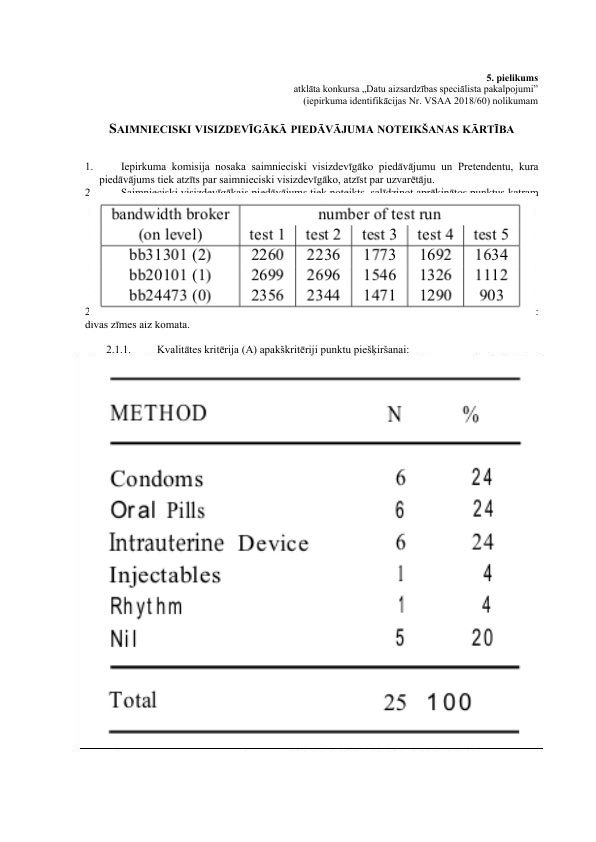 5. pielikums
atklāta konkursa „Datu aizsardzības speciālista pakalpojumi”
(iepirkuma identifikācijas Nr. VSAA 2018/60) nolikumam
SAIMNIECISKI VISIZDEVĪGĀKĀ PIEDĀVĀJUMA NOTEIKŠANAS KĀRTĪBA
1. Iepirkuma komisija nosaka saimnieciski visizdevīgāko piedāvājumu un Pretendentu, kura
piedāvājums tiek atzīts par saimnieciski visizdevīgāko, atzīst par uzvarētāju.
2 Saimnieciski visizdevīgākais piedāvājums tiek noteikts, salīdzinot aprēķinātos punktus katram
bandwidth broker number of test run
(on level) test 1 test 2 test 3 test 4 test 5
bb31301 (2) 2260 2236 1773 1692 1634
bb20101 (1) 2699 2696 1546 1326 1112
bb24473 (0) 2356 2344 1471 1290 903
2 :
divas zīmes aiz komata.
2.1.1. Kvalitātes kritērija (A) apakškritēriji punktu piešķiršanai:
METHOD N %
Condoms 6 24
Oral Pills 6 24
Intrauterine Device 6 24
Injectables 1 4
Rhythm 1 4
Nil 5 20
Total 25 100